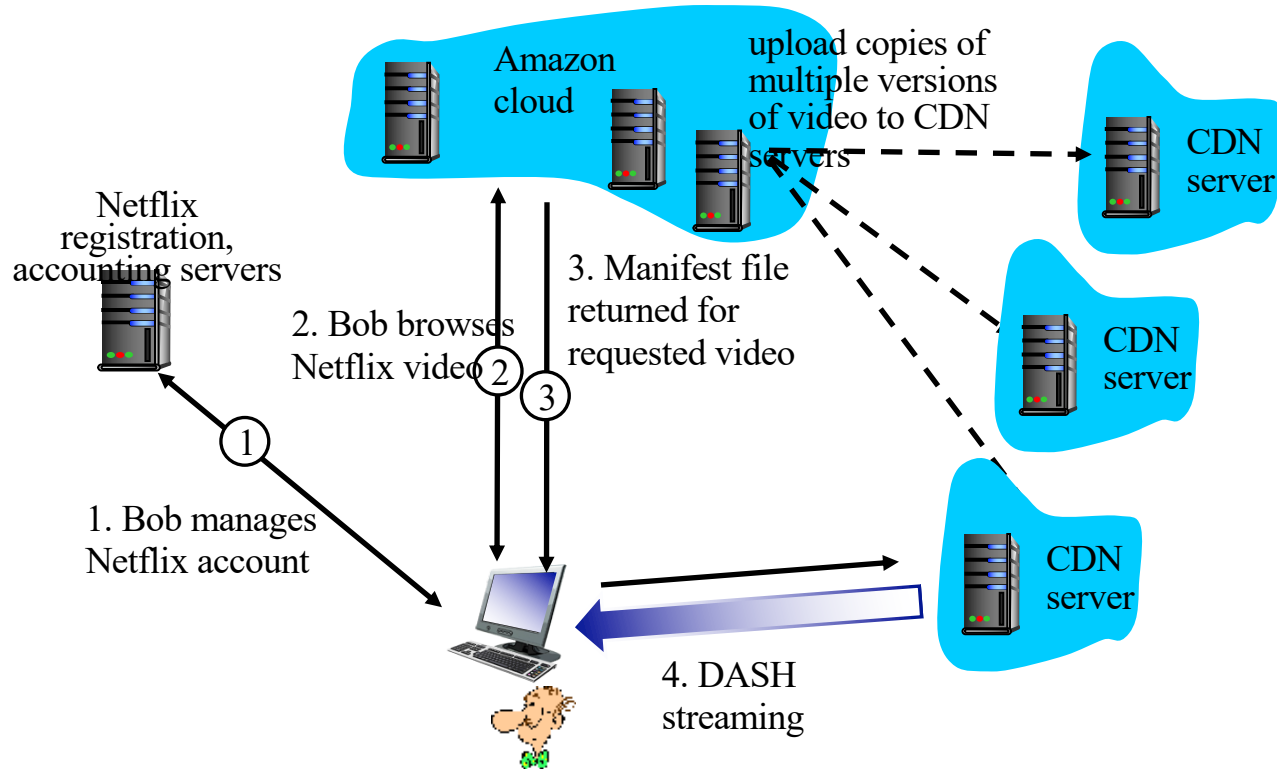 Amazon
cloud
upload copies of
multiple versions
of video to CDN
servers
CDN
server
Netflix
registration,
accounting servers
3. Manifest file
returned for
requested video
2. Bob browses
Netflix video
2
3
CDN
server
1
1. Bob manages
Netflix account
CDN
server
4. DASH
streaming